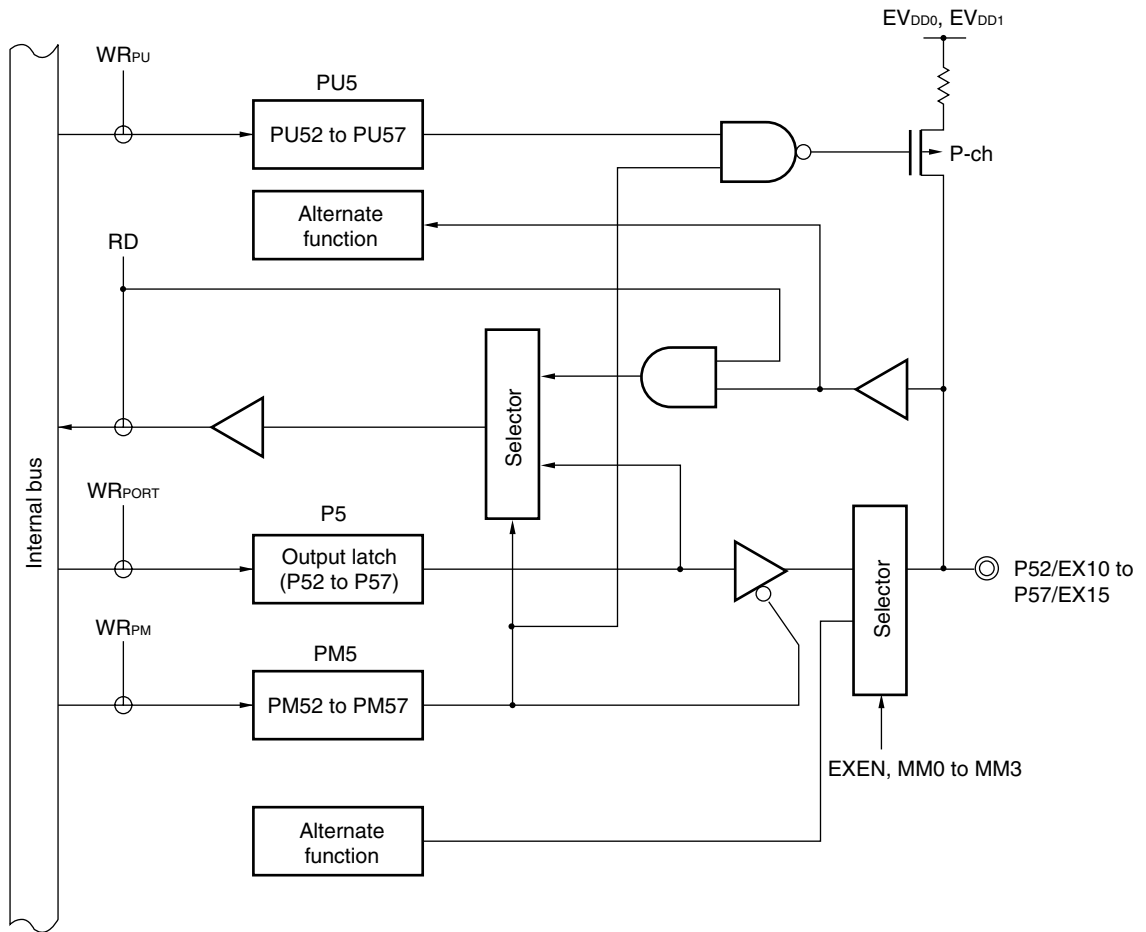 EVDD0, EVDD1
WRPU
PU5
PU52 to PU57
P-ch
Alternate
function
RD
Selector
Internal bus
WRPORT
P5
Output latch
(P52 to P57)
Selector
P52/EX10 to
P57/EX15
WRPM
PM5
PM52 to PM57
EXEN, MM0 to MM3
Alternate
function